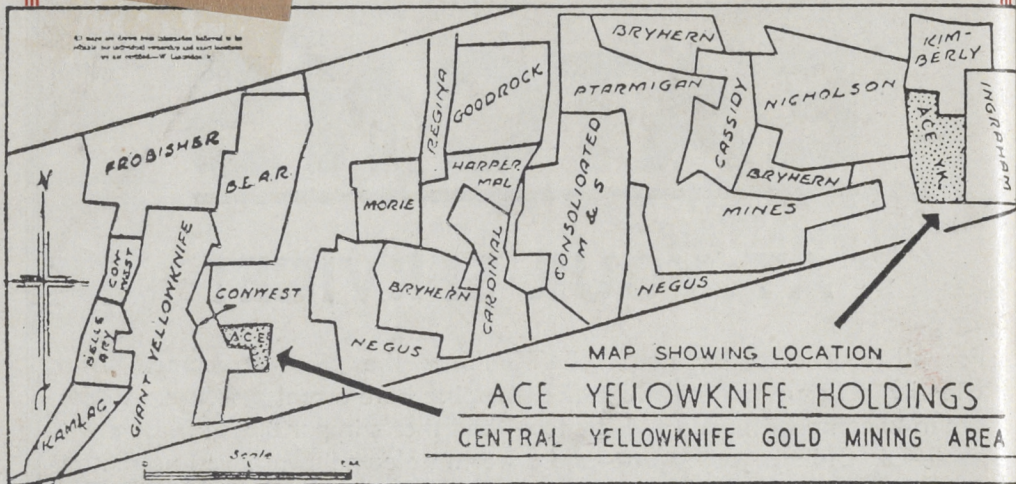 BRYHERN
KIM-
BERLY
REGINA
GOODROCK
PTARMIGAN
CASSIDY
NICHOLSON
ACE Y.K.
INGRAHAM
FROBISHER
B.E.A.R.
HARPER
MAL
BRYHERN
N
MORIE
CONSOLIDATED
M & S
MINES
CON-
WEST
GIANT YELLOWKNIFE
CONWEST
BRYHERN
CARDINAL
NEGUS
BELLE
ARY
ACE
NEGUS
KAMLAC
MAP SHOWING LOCATION
ACE YELLOWKNIFE HOLDINGS
CENTRAL YELLOWKNIFE GOLD MINING AREA
Scale